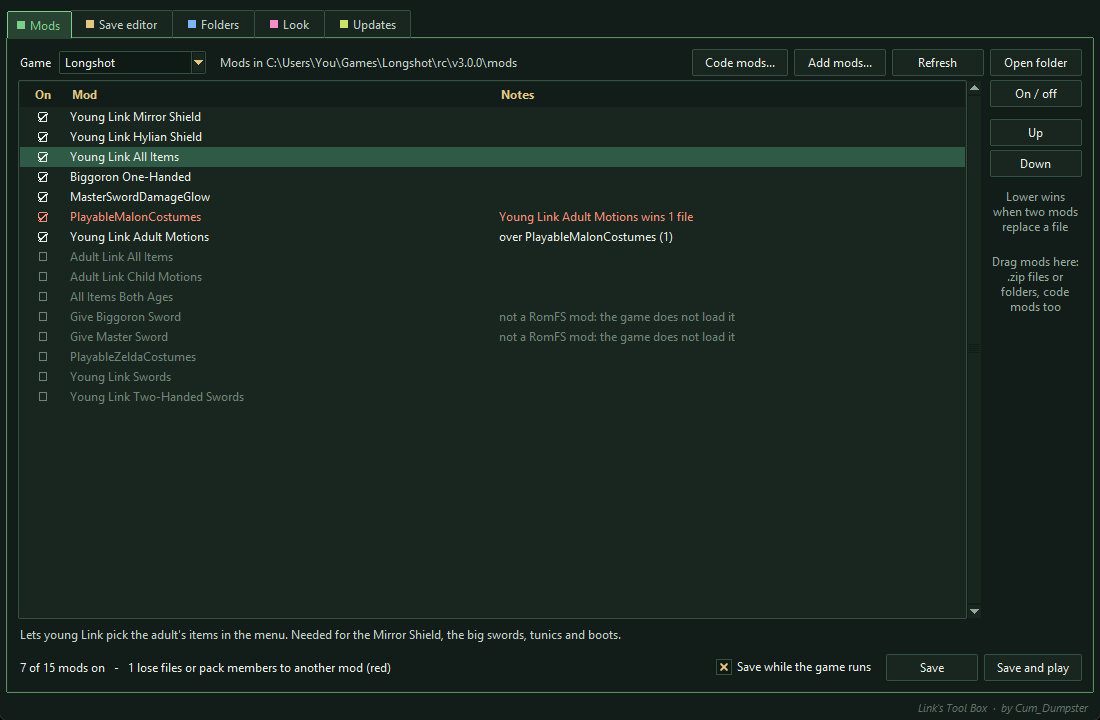 Mods Save editor Folders Look Updates
Game Longshot Mods in C:\Users\You\Games\Longshot\rc\v3.0.0\mods Code mods... Add mods... Refresh Open folder
On Mod Notes
Young Link Mirror Shield
Young Link Hylian Shield
Young Link All Items
Biggoron One-Handed
MasterSwordDamageGlow
PlayableMalonCostumes Young Link Adult Motions wins 1 file
Young Link Adult Motions over PlayableMalonCostumes (1)
Adult Link All Items
Adult Link Child Motions
All Items Both Ages
Give Biggoron Sword not a RomFS mod: the game does not load it
Give Master Sword not a RomFS mod: the game does not load it
PlayableZeldaCostumes
Young Link Swords
Young Link Two-Handed Swords
On / off
Up
Down
Lower wins
when two mods
replace a file
Drag mods here:
.zip files or
folders, code
mods too
Lets young Link pick the adult's items in the menu. Needed for the Mirror Shield, the big swords, tunics and boots.
7 of 15 mods on - 1 lose files or pack members to another mod (red) Save while the game runs Save Save and play
Link's Tool Box · by Cum_Dumpster